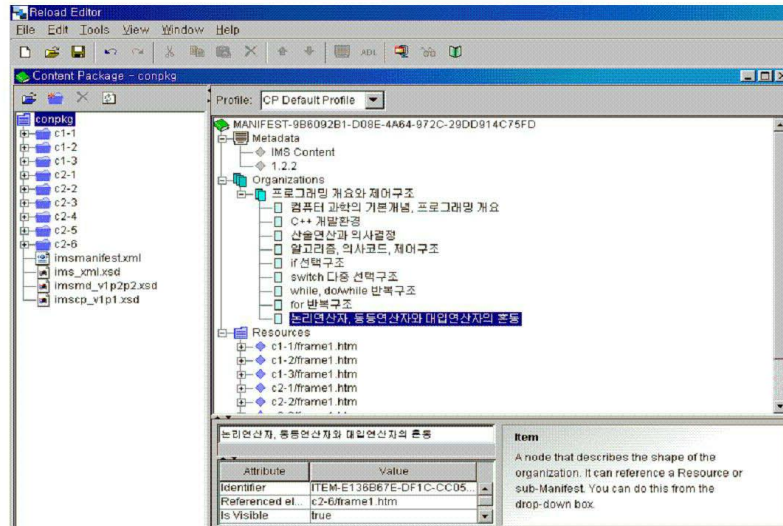 Reload Editor
File Edit Tools View Window Help
ADL
Content Package - conpkg
Profile: CP Default Profile
conpkg
c1-1
c1-2
c1-3
c2-1
c2-2
c2-3
c2-4
c2-5
c2-6
imsmanifest.xml
ims_xml.xsd
imsmd_v1p2p2.xsd
imscp_v1p1.xsd
MANIFEST-9B6092B1-D08E-4A64-972C-29DD914C75FD
Metadata
IMS Content
1.2.2
Organizations
프로그래밍 개요와 제어구조
컴퓨터 과학의 기본개념, 프로그래밍 개요
C++ 개발환경
산술연산과 의사결정
알고리즘, 의사코드, 제어구조
if 선택구조
switch 다중 선택구조
while, do/while 반복구조
for 반복구조
논리연산자, 동등연산자와 대입연산자의 혼동
Resources
c1-1/frame1.htm
c1-2/frame1.htm
c1-3/frame1.htm
c2-1/frame1.htm
c2-2/frame1.htm
논리연산자, 동등연산자와 대입연산자의 혼동
Attribute Value
Identifier ITEM-E136B67E-DF1C-CC05...
Referenced el... c2-6/frame1.htm
Is Visible true
Item
A node that describes the shape of the
organization. It can reference a Resource or
sub-Manifest. You can do this from the
drop-down box.